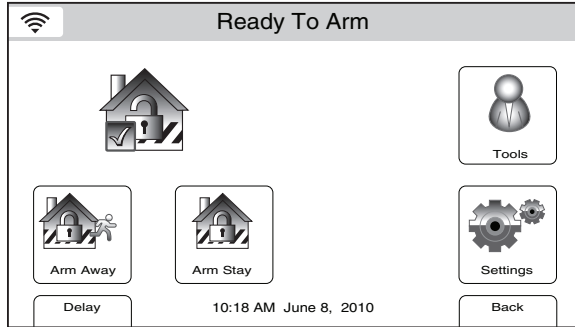 Ready To Arm
Tools
Arm Away
Arm Stay
Settings
Delay
10:18 AM June 8, 2010
Back